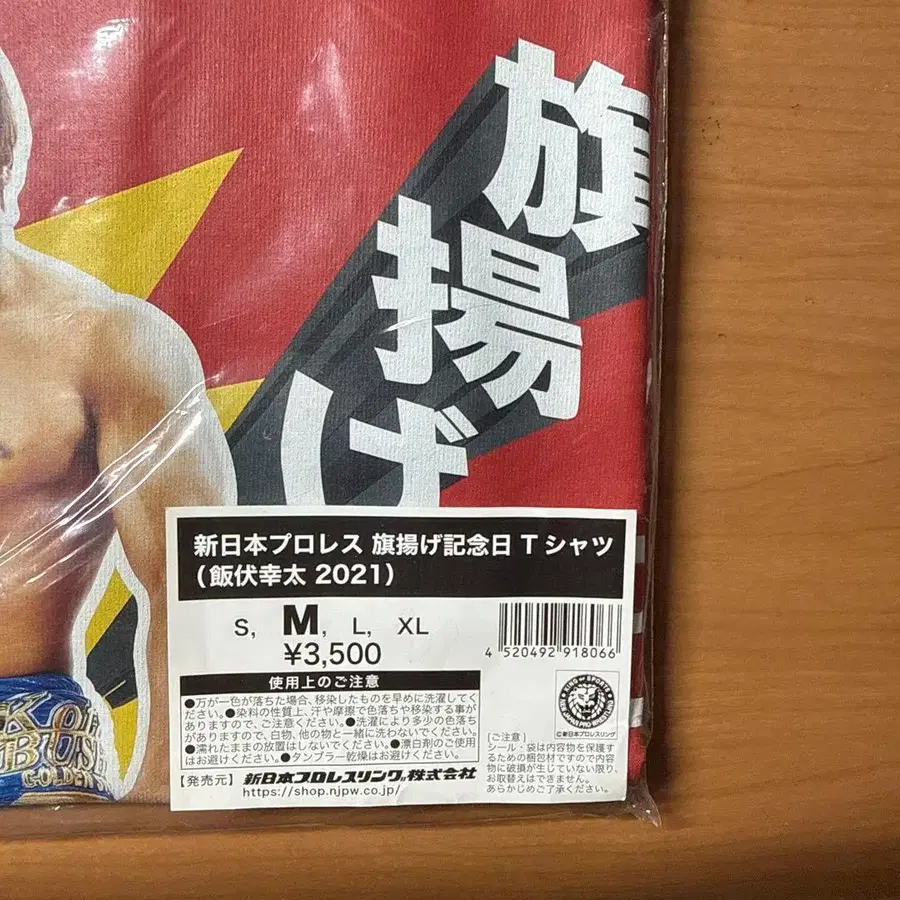 旗揚げ
新日本プロレス 旗揚げ記念日 T シャツ
(飯伏幸太 2021)
S, M, L, XL
¥3,500
4 520492 918066
使用上のご注意
●万が一色が落ちた場合、移染したものを早めに洗濯してく
ださい。●染料の性質上、汗や摩擦で色落ちや移染する事が
ありますので、ご注意ください。●洗濯により多少の色落ち
がありますので、白物、他の物と一緒に洗わないでください。
●濡れたままの放置はしないでください。●漂白剤のご使用
はお避けください。●タンブラー乾燥はお避けください。
【発売元】新日本プロレスリング株式会社
https://shop.njpw.co.jp/
KING OF SPORTS
NEW JAPAN PRO-WRESTLING
©新日本プロレスリング
[ご注意]
シール・袋は内容物を保護す
るための梱包材ですので内容
物に破損が生じていない限り、
お取替えはできません。
あらかじめご了承ください。
GOLDEN